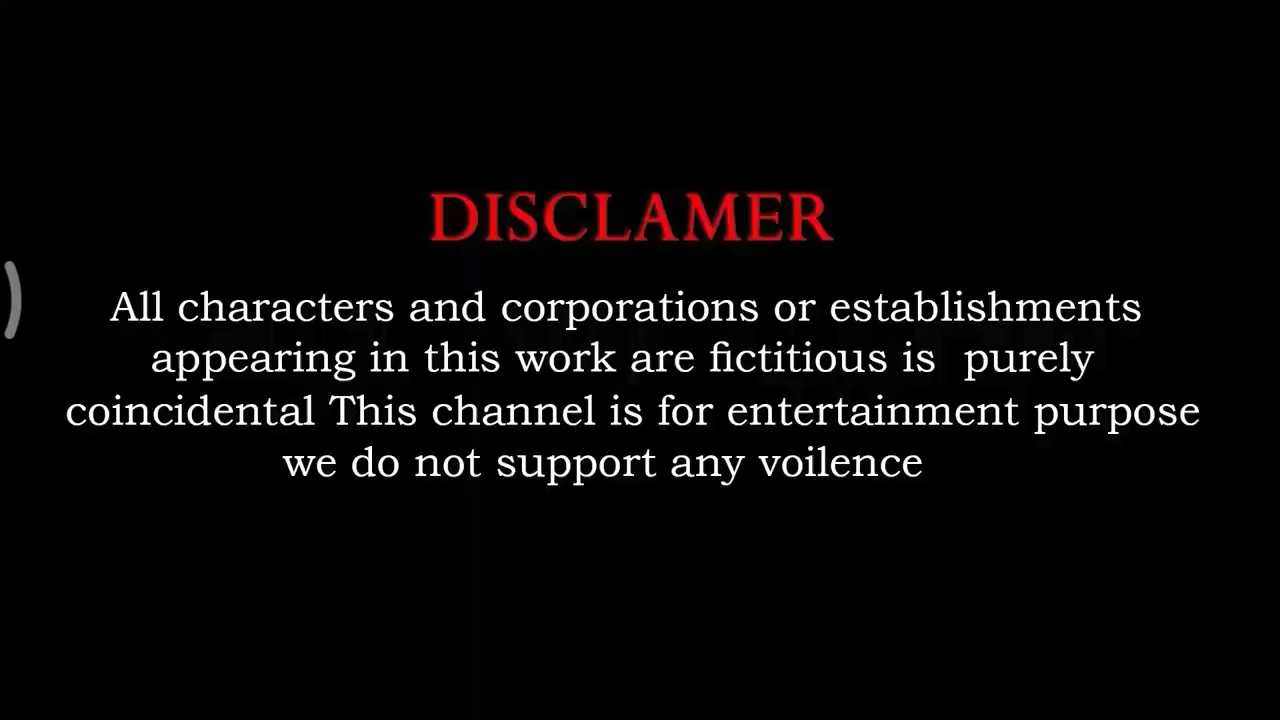 DISCLAMER
All characters and corporations or establishments
appearing in this work are fictitious is  purely
coincidental This channel is for entertainment purpose
we do not support any voilence